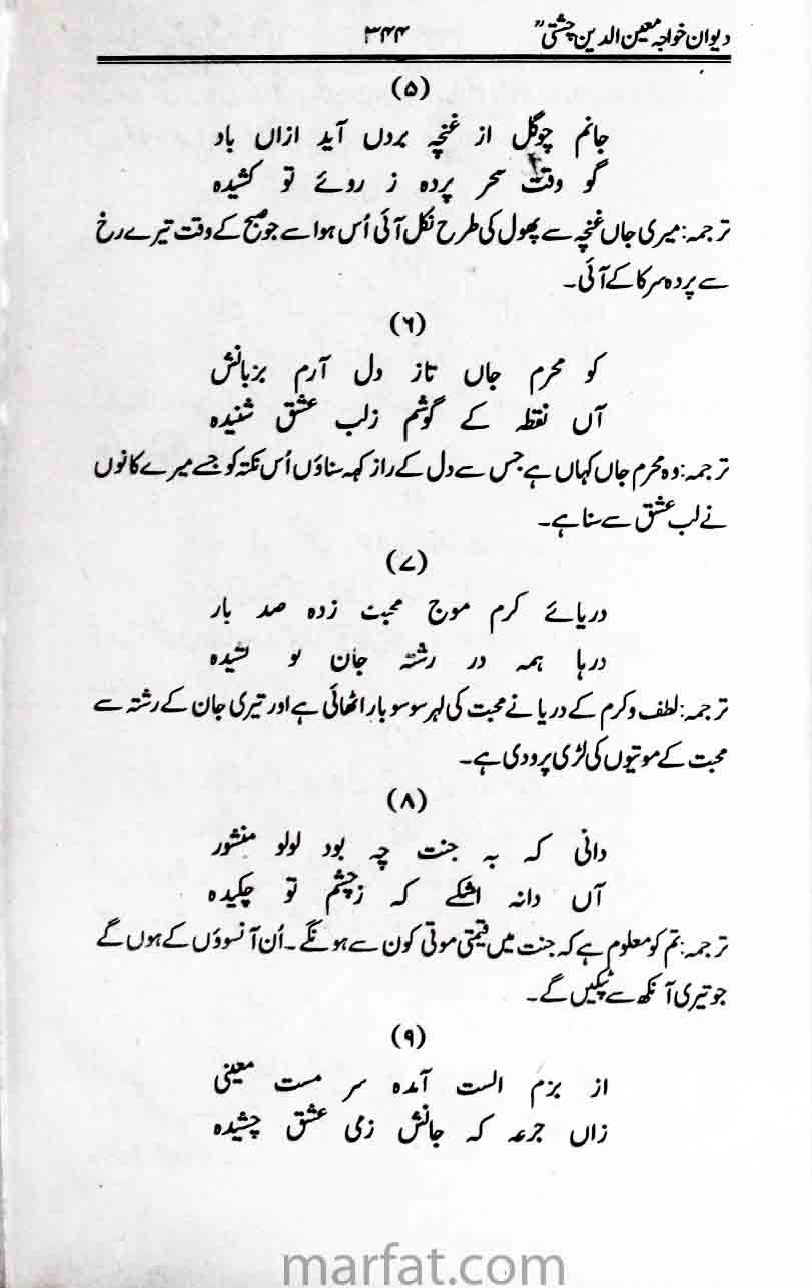 دیوان خواجہ معین الدین چشتیؒ ۳۴۴
(۵)
جانم چوگل از غنچہ بردں آید ازاں باد
گو وقت سحر پردہ ز روئے تو کشیدہ
ترجمہ: میری جاں غنچہ سے پھول کی طرح نکل آئی اُس ہوا سے جو صبح کے وقت تیرے رخ
سے پردہ سرکا کے آئی۔
(۶)
کو محرم جاں تاز دل آرم بزبانش
آں نقطہ کے گوشم زلب عشق شنیدہ
ترجمہ: وہ محرم جاں کہاں ہے جس سے دل کے راز کہہ سناؤں اُس نکتہ کو جسے میرے کانوں
نے لب عشق سے سنا ہے۔
(۷)
دریائے کرم موج محبت زدہ صد بار
درہا ہمہ در رشتہ جان تو کشیدہ
ترجمہ: لطف و کرم کے دریا نے محبت کی لہر سو سو بار اٹھائی ہے اور تیری جان کے رشتہ سے
محبت کے موتیوں کی لڑی پرو دی ہے۔
(۸)
دانی کہ بہ جنت چہ بود لولو منشور
آں دانہ اشکے کہ زچشم تو چکیدہ
ترجمہ: تم کو معلوم ہے کہ جنت میں قیمتی موتی کون سے ہونگے۔ اُن آنسوؤں کے ہوں گے
جو تیری آنکھ سے ٹپکیں گے۔
(۹)
از بزم الست آمدہ سر مست معینی
زاں جرعہ کہ جانش زمی عشق چشیدہ
marfat.com